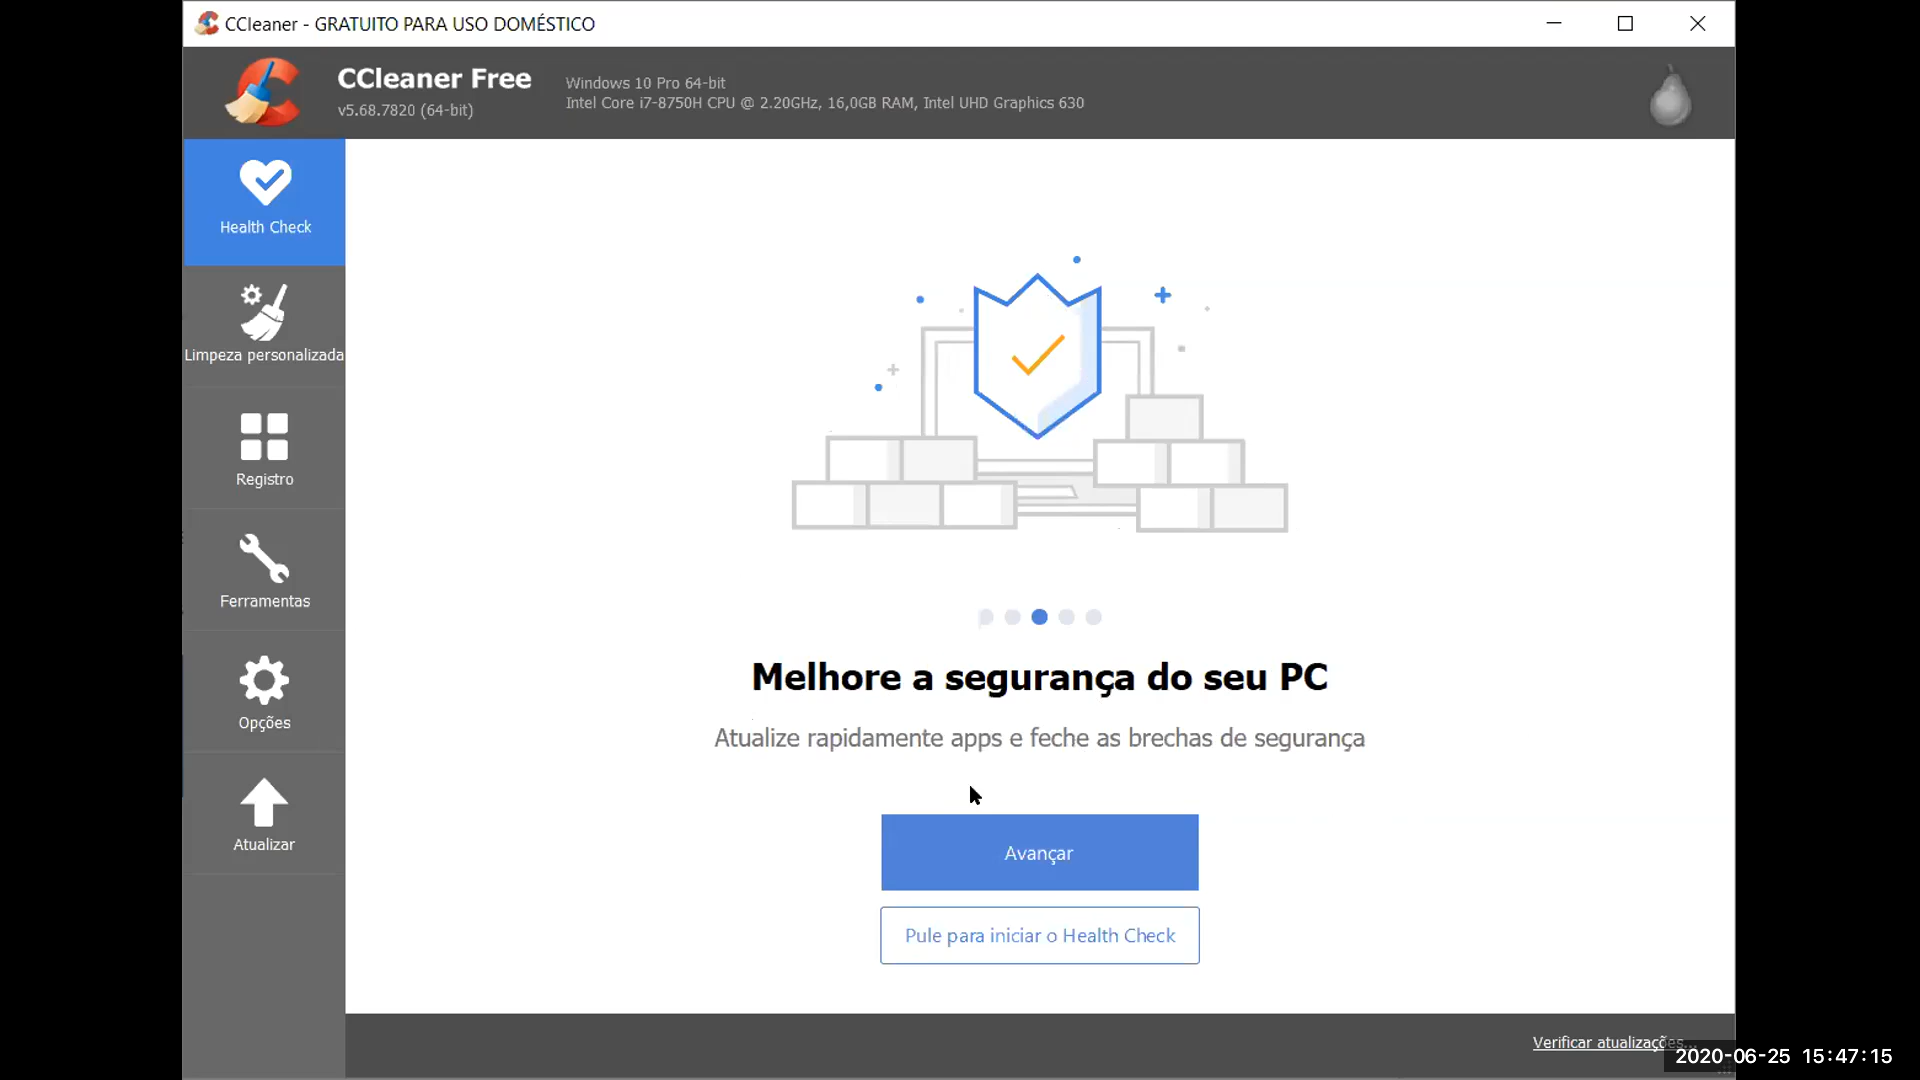 CCleaner - GRATUITO PARA USO DOMÉSTICO
CCleaner Free
v5.68.7820 (64-bit)
Windows 10 Pro 64-bit
Intel Core i7-8750H CPU @ 2.20GHz, 16,0GB RAM, Intel UHD Graphics 630
Health Check
Limpeza personalizada
Registro
Ferramentas
Opções
Atualizar
Melhore a segurança do seu PC
Atualize rapidamente apps e feche as brechas de segurança
Avançar
Pule para iniciar o Health Check
Verificar atualizações...
2020-06-25 15:47:15